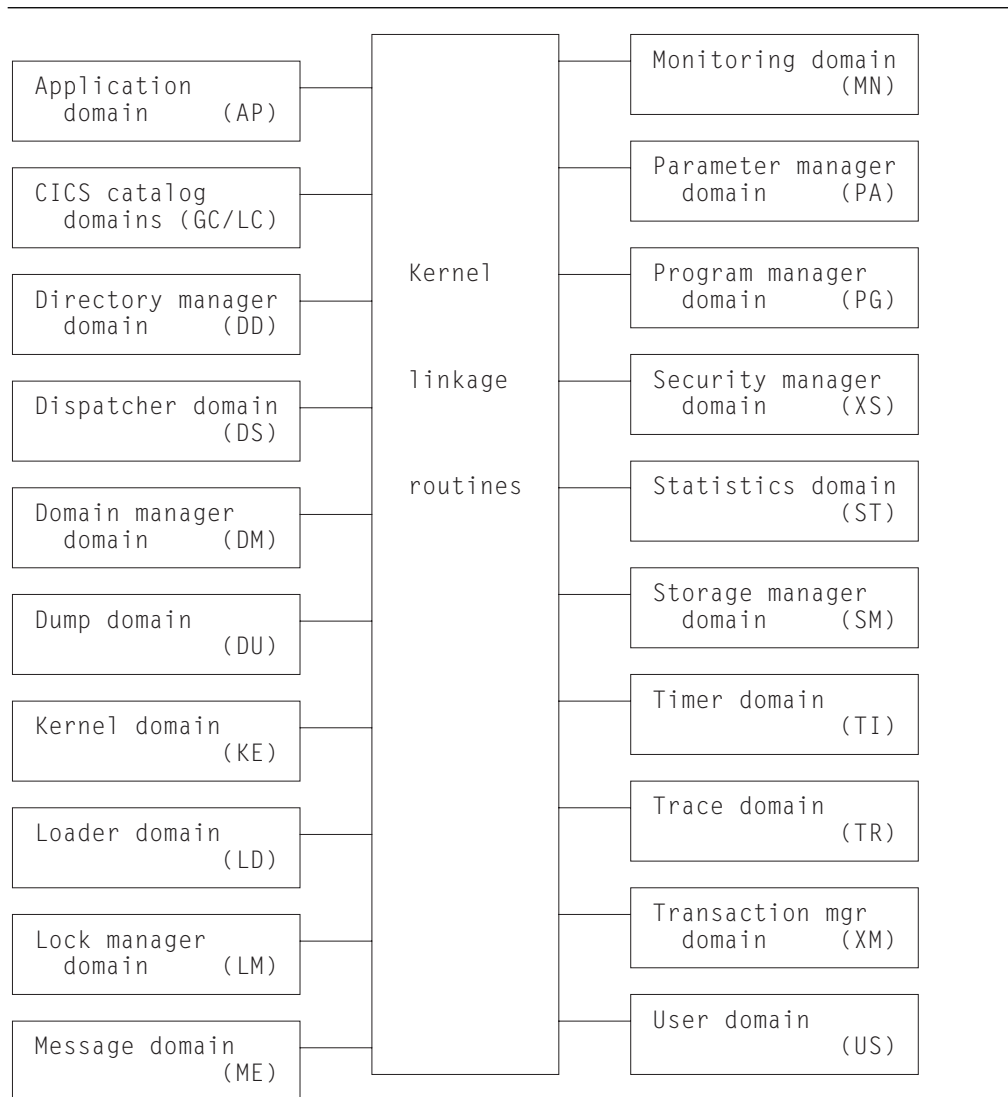 Application
domain (AP)
CICS catalog
domains (GC/LC)
Directory manager
domain (DD)
Dispatcher domain
(DS)
Domain manager
domain (DM)
Dump domain
(DU)
Kernel domain
(KE)
Loader domain
(LD)
Lock manager
domain (LM)
Message domain
(ME)
Kernel
linkage
routines
Monitoring domain
(MN)
Parameter manager
domain (PA)
Program manager
domain (PG)
Security manager
domain (XS)
Statistics domain
(ST)
Storage manager
domain (SM)
Timer domain
(TI)
Trace domain
(TR)
Transaction mgr
domain (XM)
User domain
(US)